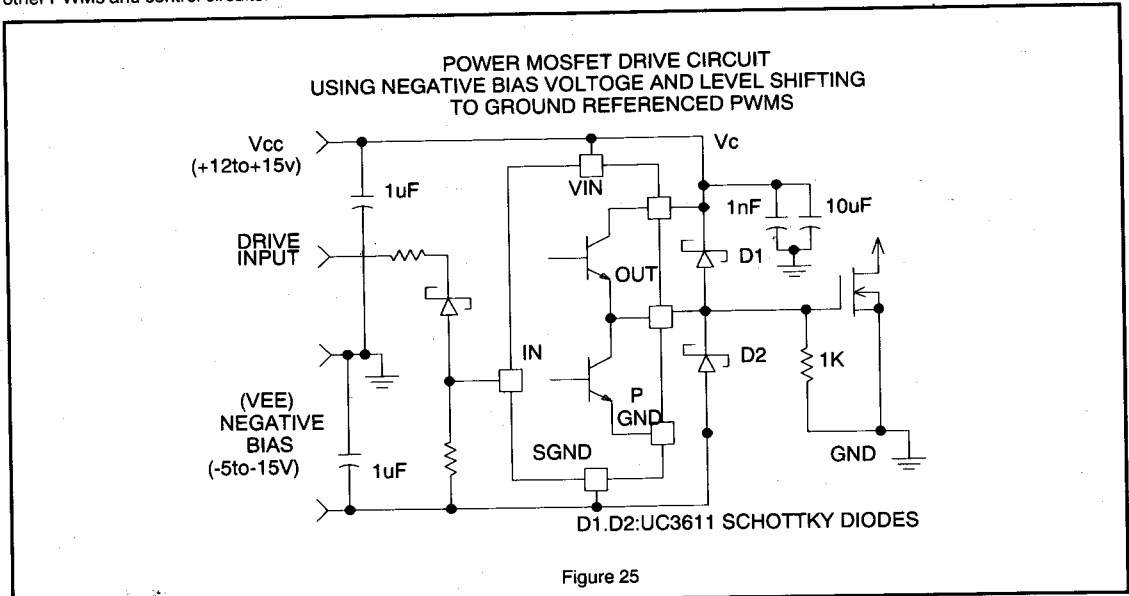 other PWMs and control circuits.
POWER MOSFET DRIVE CIRCUIT
USING NEGATIVE BIAS VOLTOGE AND LEVEL SHIFTING
TO GROUND REFERENCED PWMS
Vcc
(+12to+15v)
1uF
VIN
Vc
1nF
10uF
DRIVE
INPUT
OUT
D1
IN
D2
1K
P
GND
(VEE)
NEGATIVE
BIAS
(-5to-15V)
1uF
SGND
GND
D1.D2:UC3611 SCHOTTKY DIODES
Figure 25